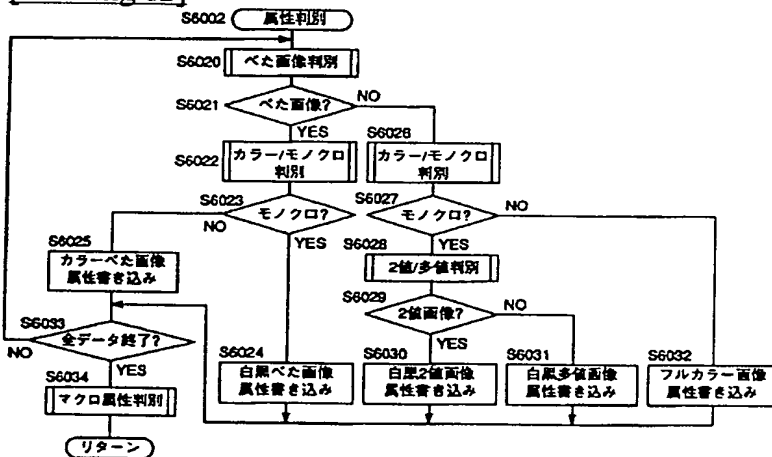 S6002
属性判別
S6020
べた画像判別
S6021
べた画像?
NO
YES
S6022
カラー/モノクロ
判別
S6026
カラー/モノクロ
判別
S6023
モノクロ?
NO
YES
S6027
モノクロ?
NO
YES
S6025
カラーべた画像
属性書き込み
S6028
2値/多値判別
S6029
2値画像?
NO
YES
S6033
全データ終了?
NO
YES
S6024
白黒べた画像
属性書き込み
S6030
白黒2値画像
属性書き込み
S6031
白黒多値画像
属性書き込み
S6032
フルカラー画像
属性書き込み
S6034
マクロ属性判別
リターン